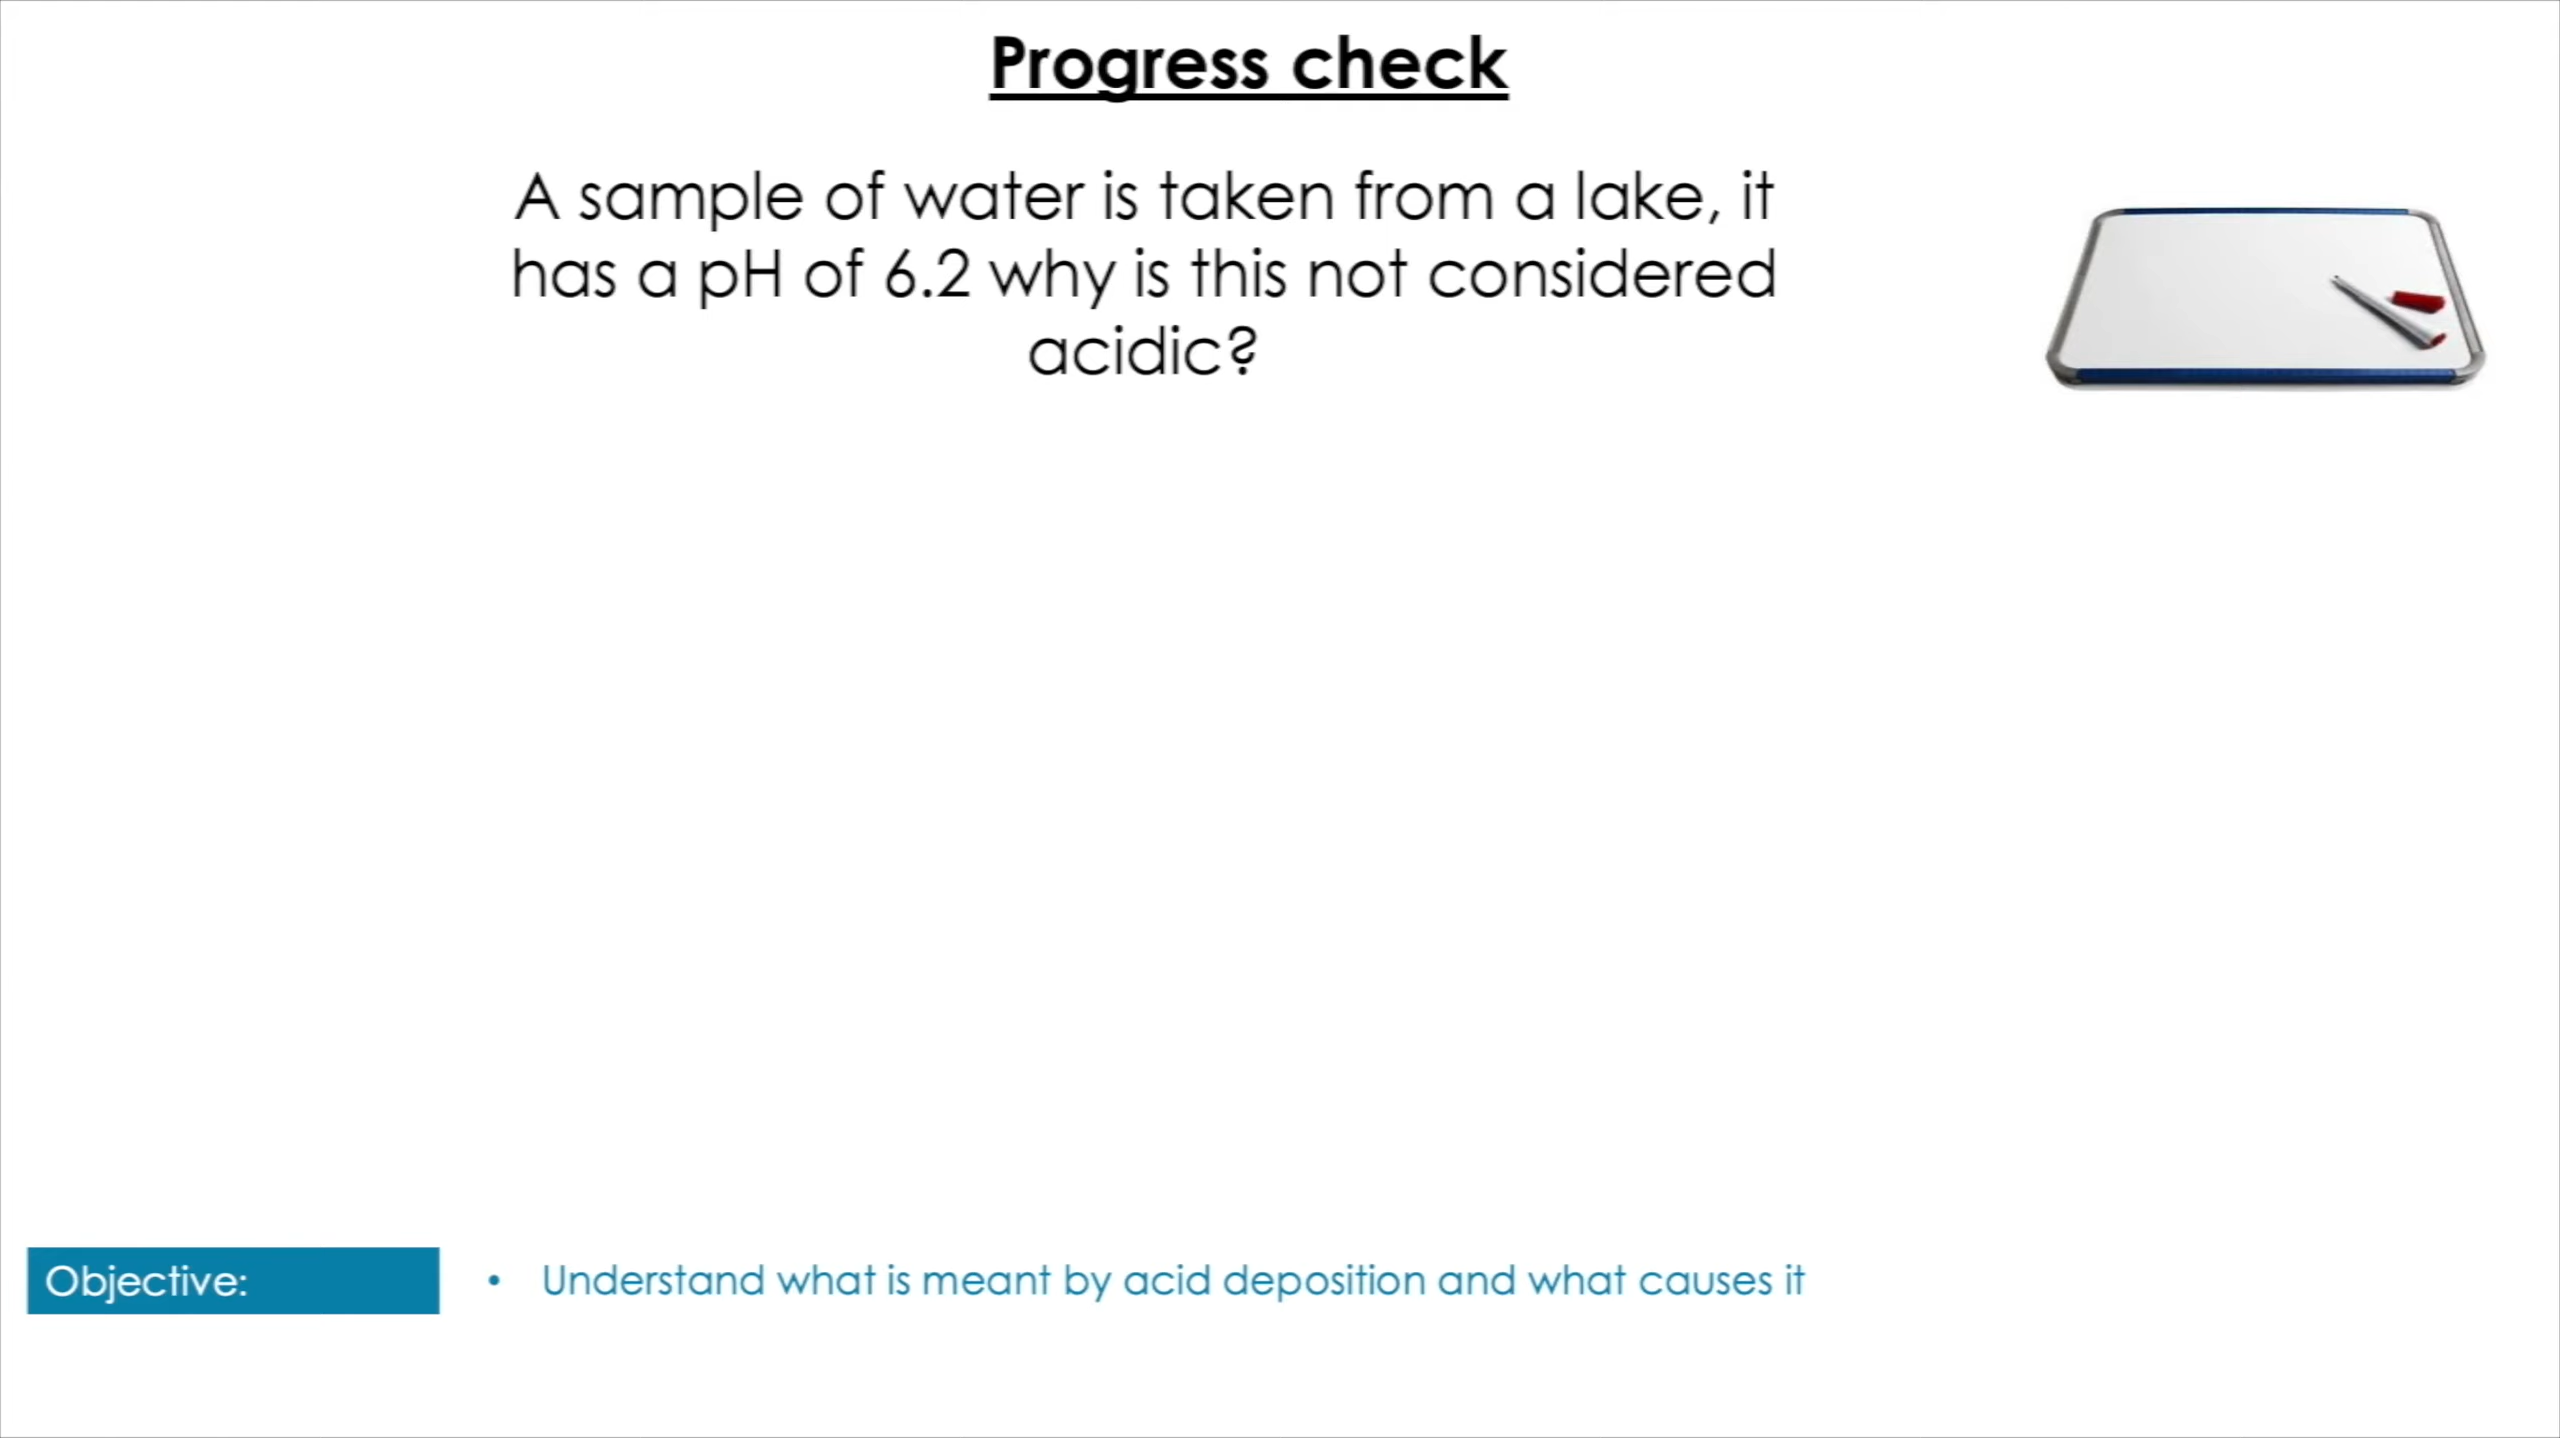 Progress check
A sample of water is taken from a lake, it
has a pH of 6.2 why is this not considered
acidic?
Objective:
• Understand what is meant by acid deposition and what causes it